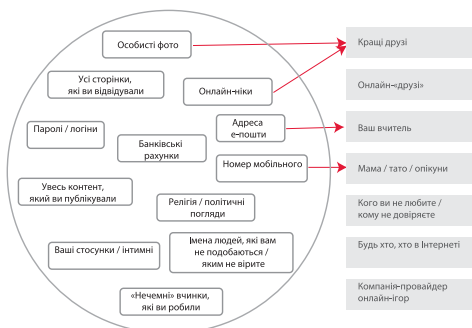 Особисті фото
Усі сторінки,
які ви відвідували
Онлайн-ніки
Паролі / логіни
Адреса
е-пошти
Банківські
рахунки
Номер мобільного
Увесь контент,
який ви публікували
Релігія / політичні
погляди
Ваші стосунки / інтимні
Імена людей, які вам
не подобаються /
яким не вірите
«Нечемні» вчинки,
які ви робили
Кращі друзі
Онлайн-«друзі»
Ваш вчитель
Мама / тато / опікуни
Кого ви не любите /
кому не довіряєте
Будь хто, хто в Інтернеті
Компанія-провайдер
онлайн-ігор